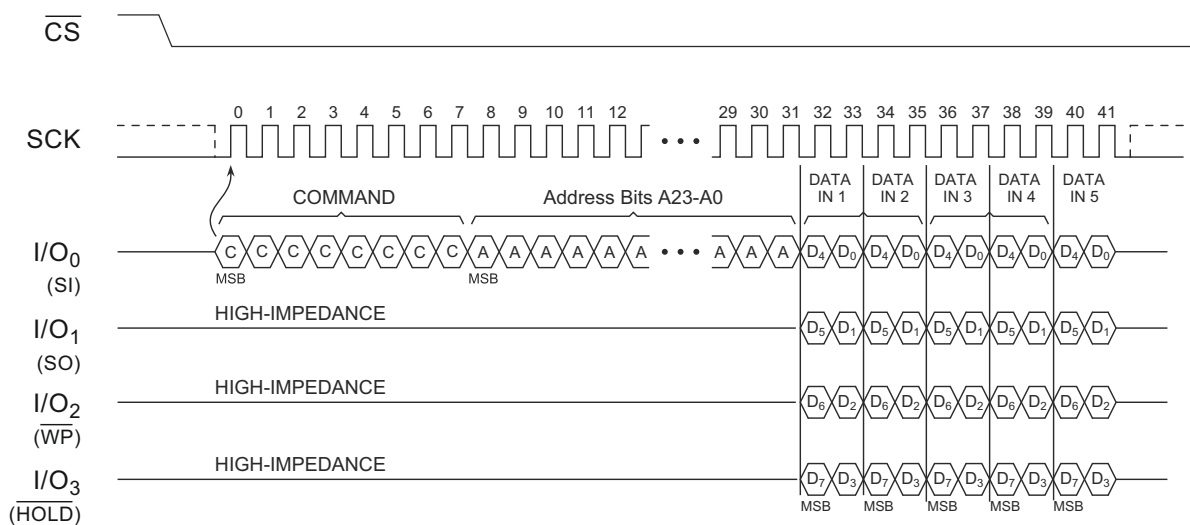 CS
0 1 2 3 4 5 6 7 8 9 10 11 12 29 30 31 32 33 34 35 36 37 38 39 40 41
SCK
COMMAND Address Bits A23-A0 DATA IN 1 DATA IN 2 DATA IN 3 DATA IN 4 DATA IN 5
I/O0 C C C C C C C C A A A A A A A A A D4 D0 D4 D0 D4 D0 D4 D0 D4 D0
(SI) MSB MSB
HIGH-IMPEDANCE
I/O1 D5 D1 D5 D1 D5 D1 D5 D1 D5 D1
(SO)
HIGH-IMPEDANCE
I/O2 D6 D2 D6 D2 D6 D2 D6 D2 D6 D2
(WP)
HIGH-IMPEDANCE
I/O3 D7 D3 D7 D3 D7 D3 D7 D3 D7 D3
(HOLD) MSB MSB MSB MSB MSB